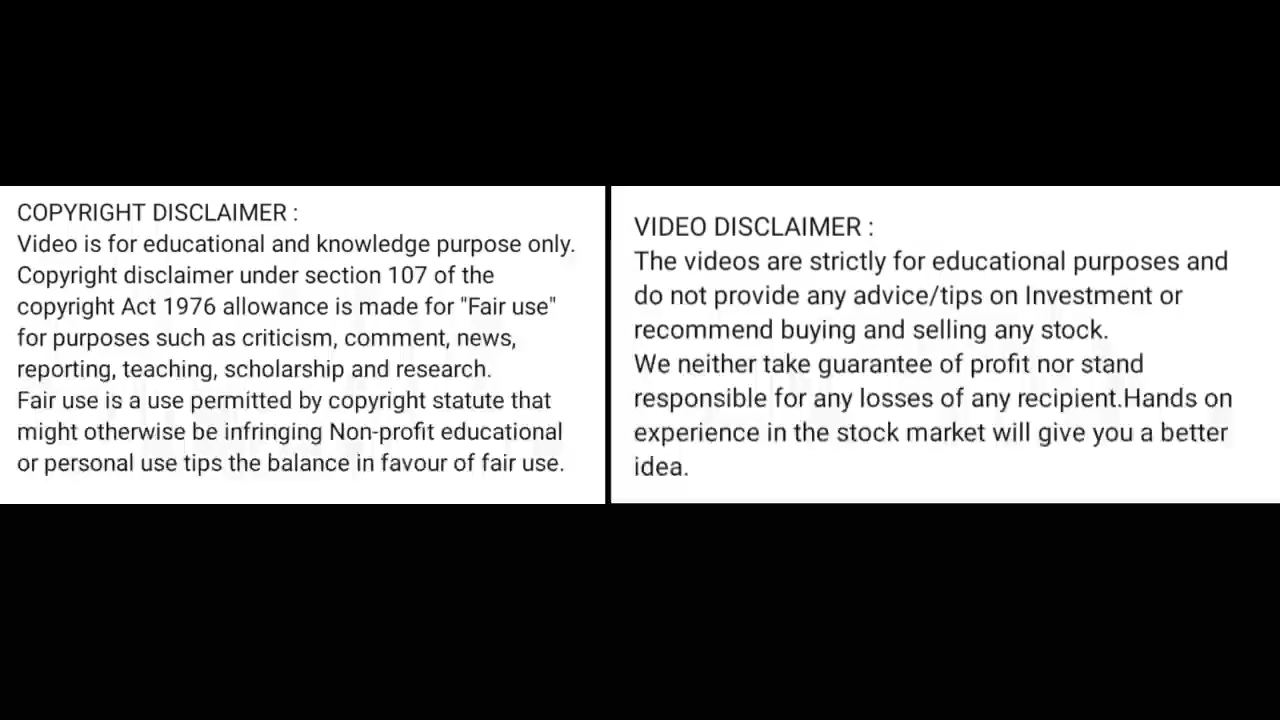 COPYRIGHT DISCLAIMER :
Video is for educational and knowledge purpose only.
Copyright disclaimer under section 107 of the
copyright Act 1976 allowance is made for "Fair use"
for purposes such as criticism, comment, news,
reporting, teaching, scholarship and research.
Fair use is a use permitted by copyright statute that
might otherwise be infringing Non-profit educational
or personal use tips the balance in favour of fair use.
VIDEO DISCLAIMER :
The videos are strictly for educational purposes and
do not provide any advice/tips on Investment or
recommend buying and selling any stock.
We neither take guarantee of profit nor stand
responsible for any losses of any recipient.Hands on
experience in the stock market will give you a better
idea.